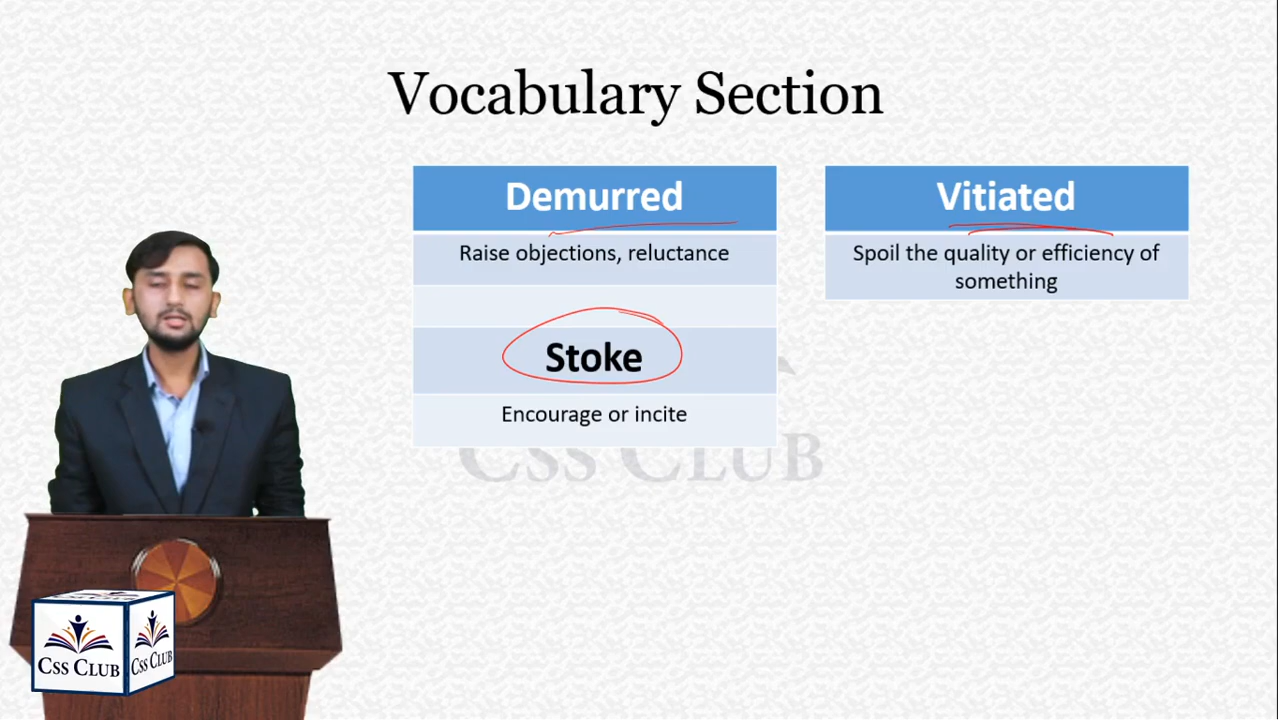 Vocabulary Section
Demurred
Raise objections, reluctance
Stoke
Encourage or incite
Vitiated
Spoil the quality or efficiency of
something
CSS CLUB
CSS CLUB
CSS CLUB